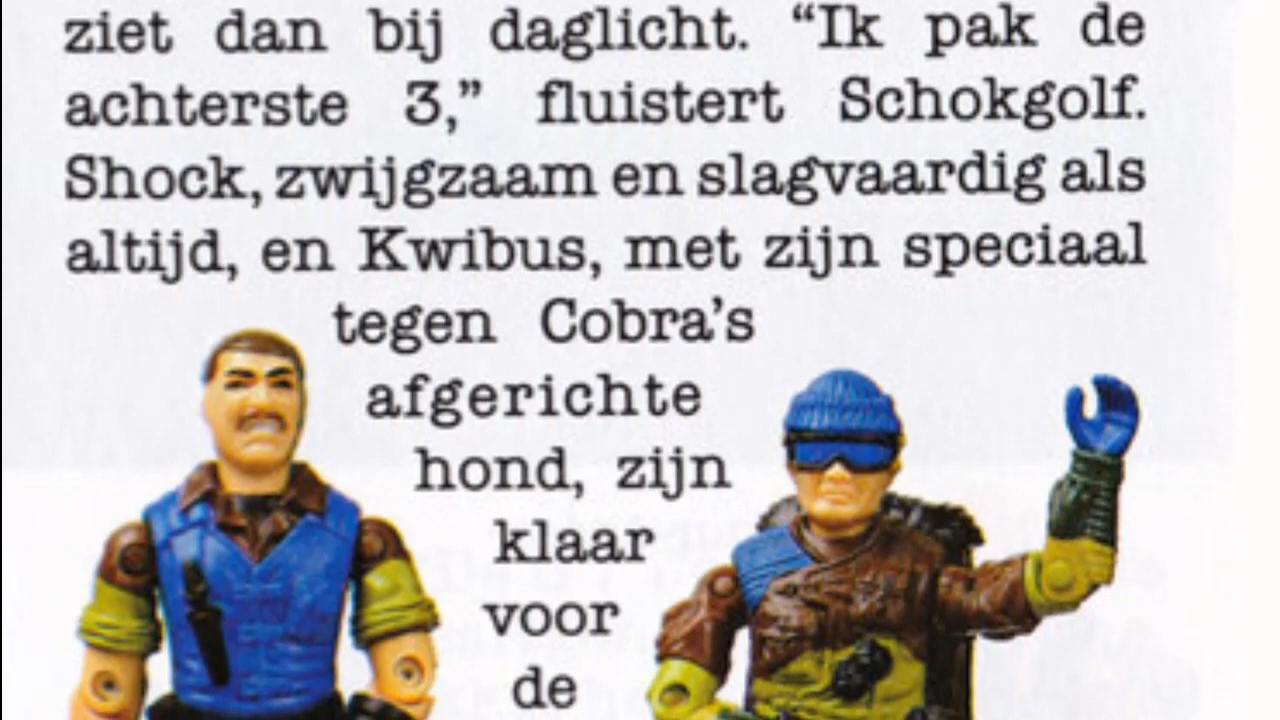 ziet dan bij daglicht. “Ik pak de
achterste 3,” fluistert Schokgolf.
Shock, zwijgzaam en slagvaardig als
altijd, en Kwibus, met zijn speciaal
tegen Cobra’s
afgerichte
hond, zijn
klaar
voor
de